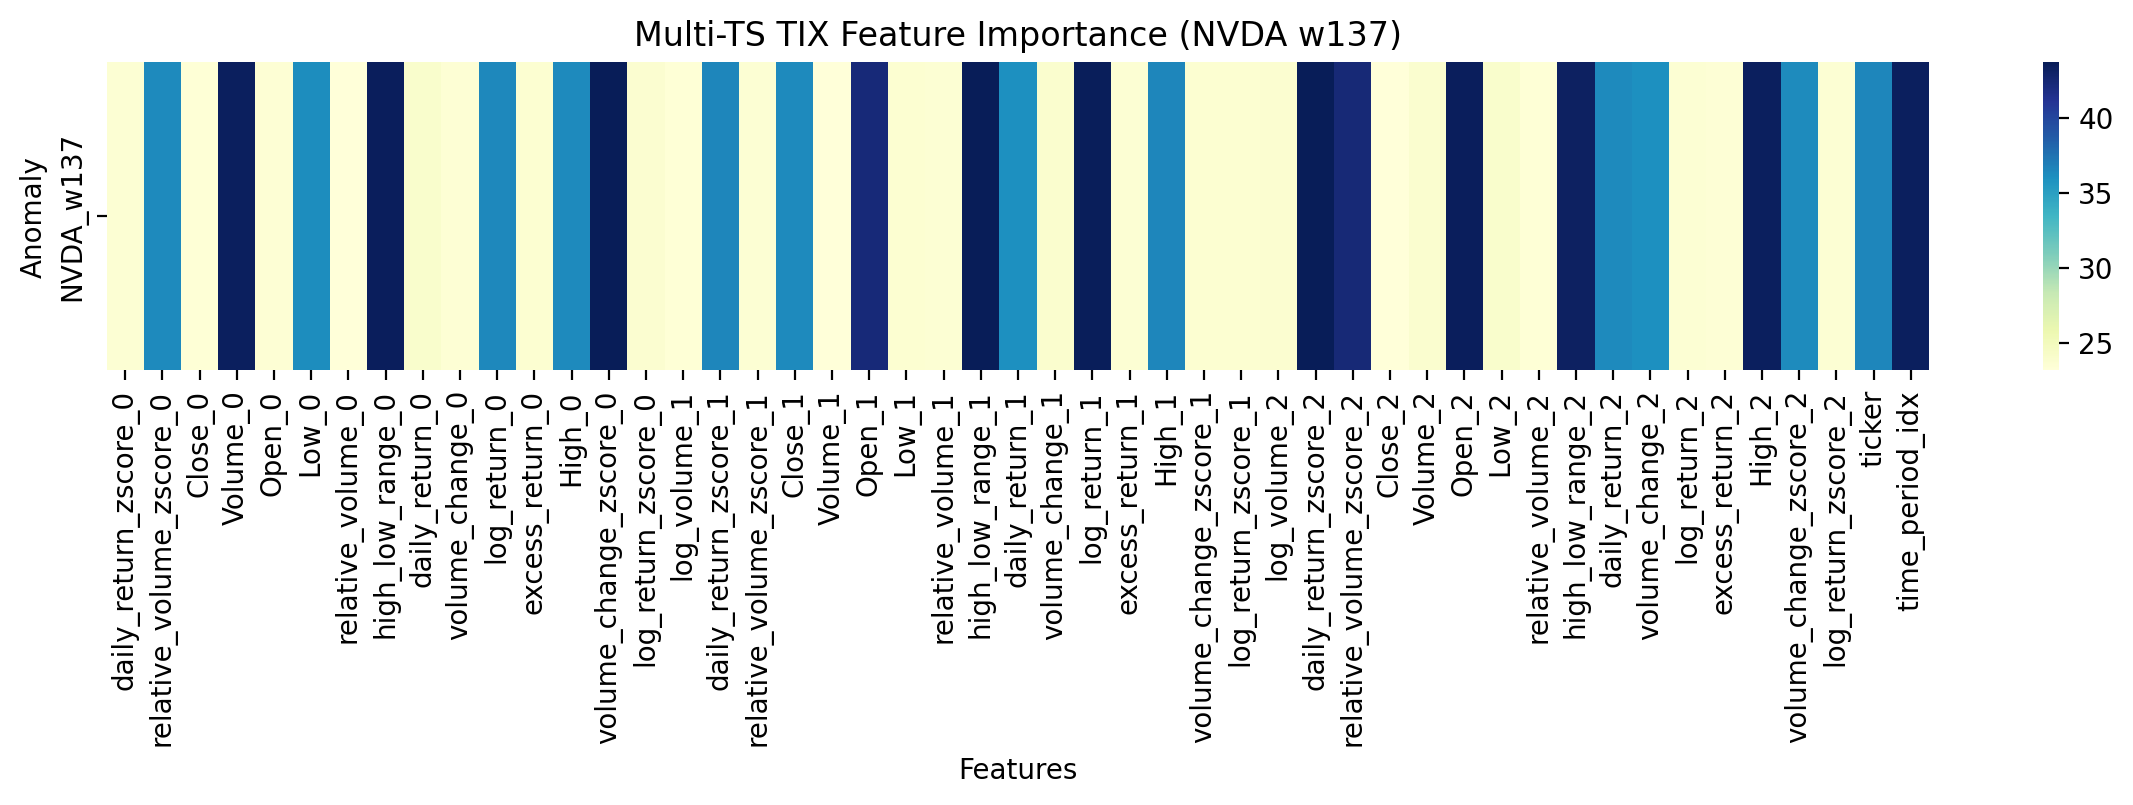 Multi-TS TIX Feature Importance (NVDA w137)
Anomaly
NVDA_w137
40
35
30
25
daily_return_zscore_0
relative_volume_zscore_0
Close_0
Volume_0
Open_0
Low_0
relative_volume_0
high_low_range_0
daily_return_0
volume_change_0
log_return_0
excess_return_0
High_0
volume_change_zscore_0
log_return_zscore_0
log_volume_1
daily_return_zscore_1
relative_volume_zscore_1
Close_1
Volume_1
Open_1
Low_1
relative_volume_1
high_low_range_1
daily_return_1
volume_change_1
log_return_1
excess_return_1
High_1
volume_change_zscore_1
log_return_zscore_1
log_volume_2
daily_return_zscore_2
relative_volume_zscore_2
Close_2
Volume_2
Open_2
Low_2
relative_volume_2
high_low_range_2
daily_return_2
volume_change_2
log_return_2
excess_return_2
High_2
volume_change_zscore_2
log_return_zscore_2
ticker
time_period_idx
Features